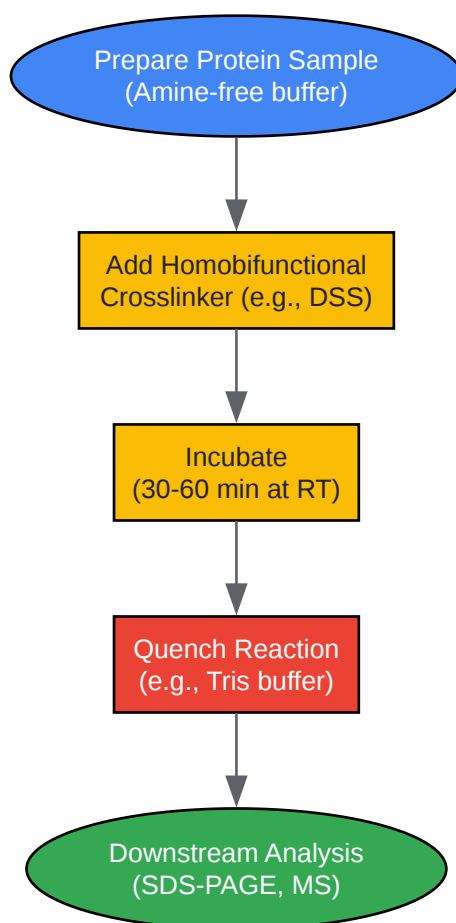 Prepare Protein Sample
(Amine-free buffer)
Add Homobifunctional
Crosslinker (e.g., DSS)
Incubate
(30-60 min at RT)
Quench Reaction
(e.g., Tris buffer)
Downstream Analysis
(SDS-PAGE, MS)